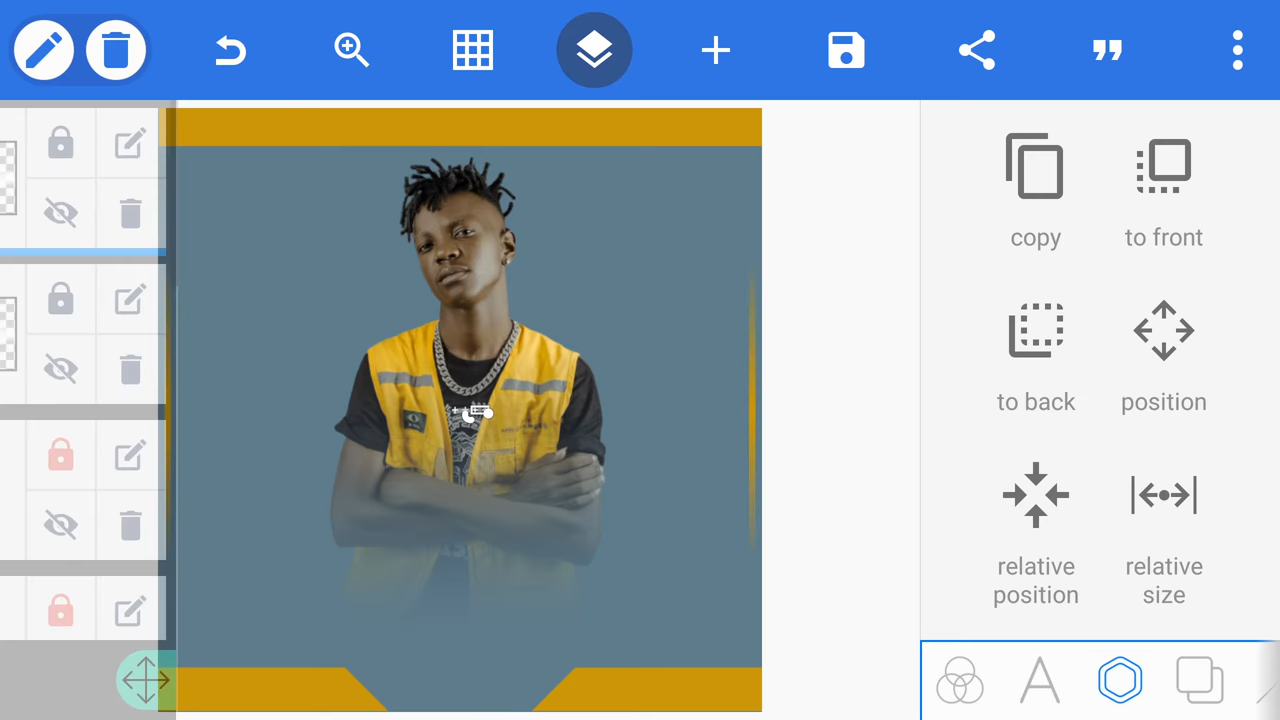 copy
to front
to back
position
relative
position
relative
size